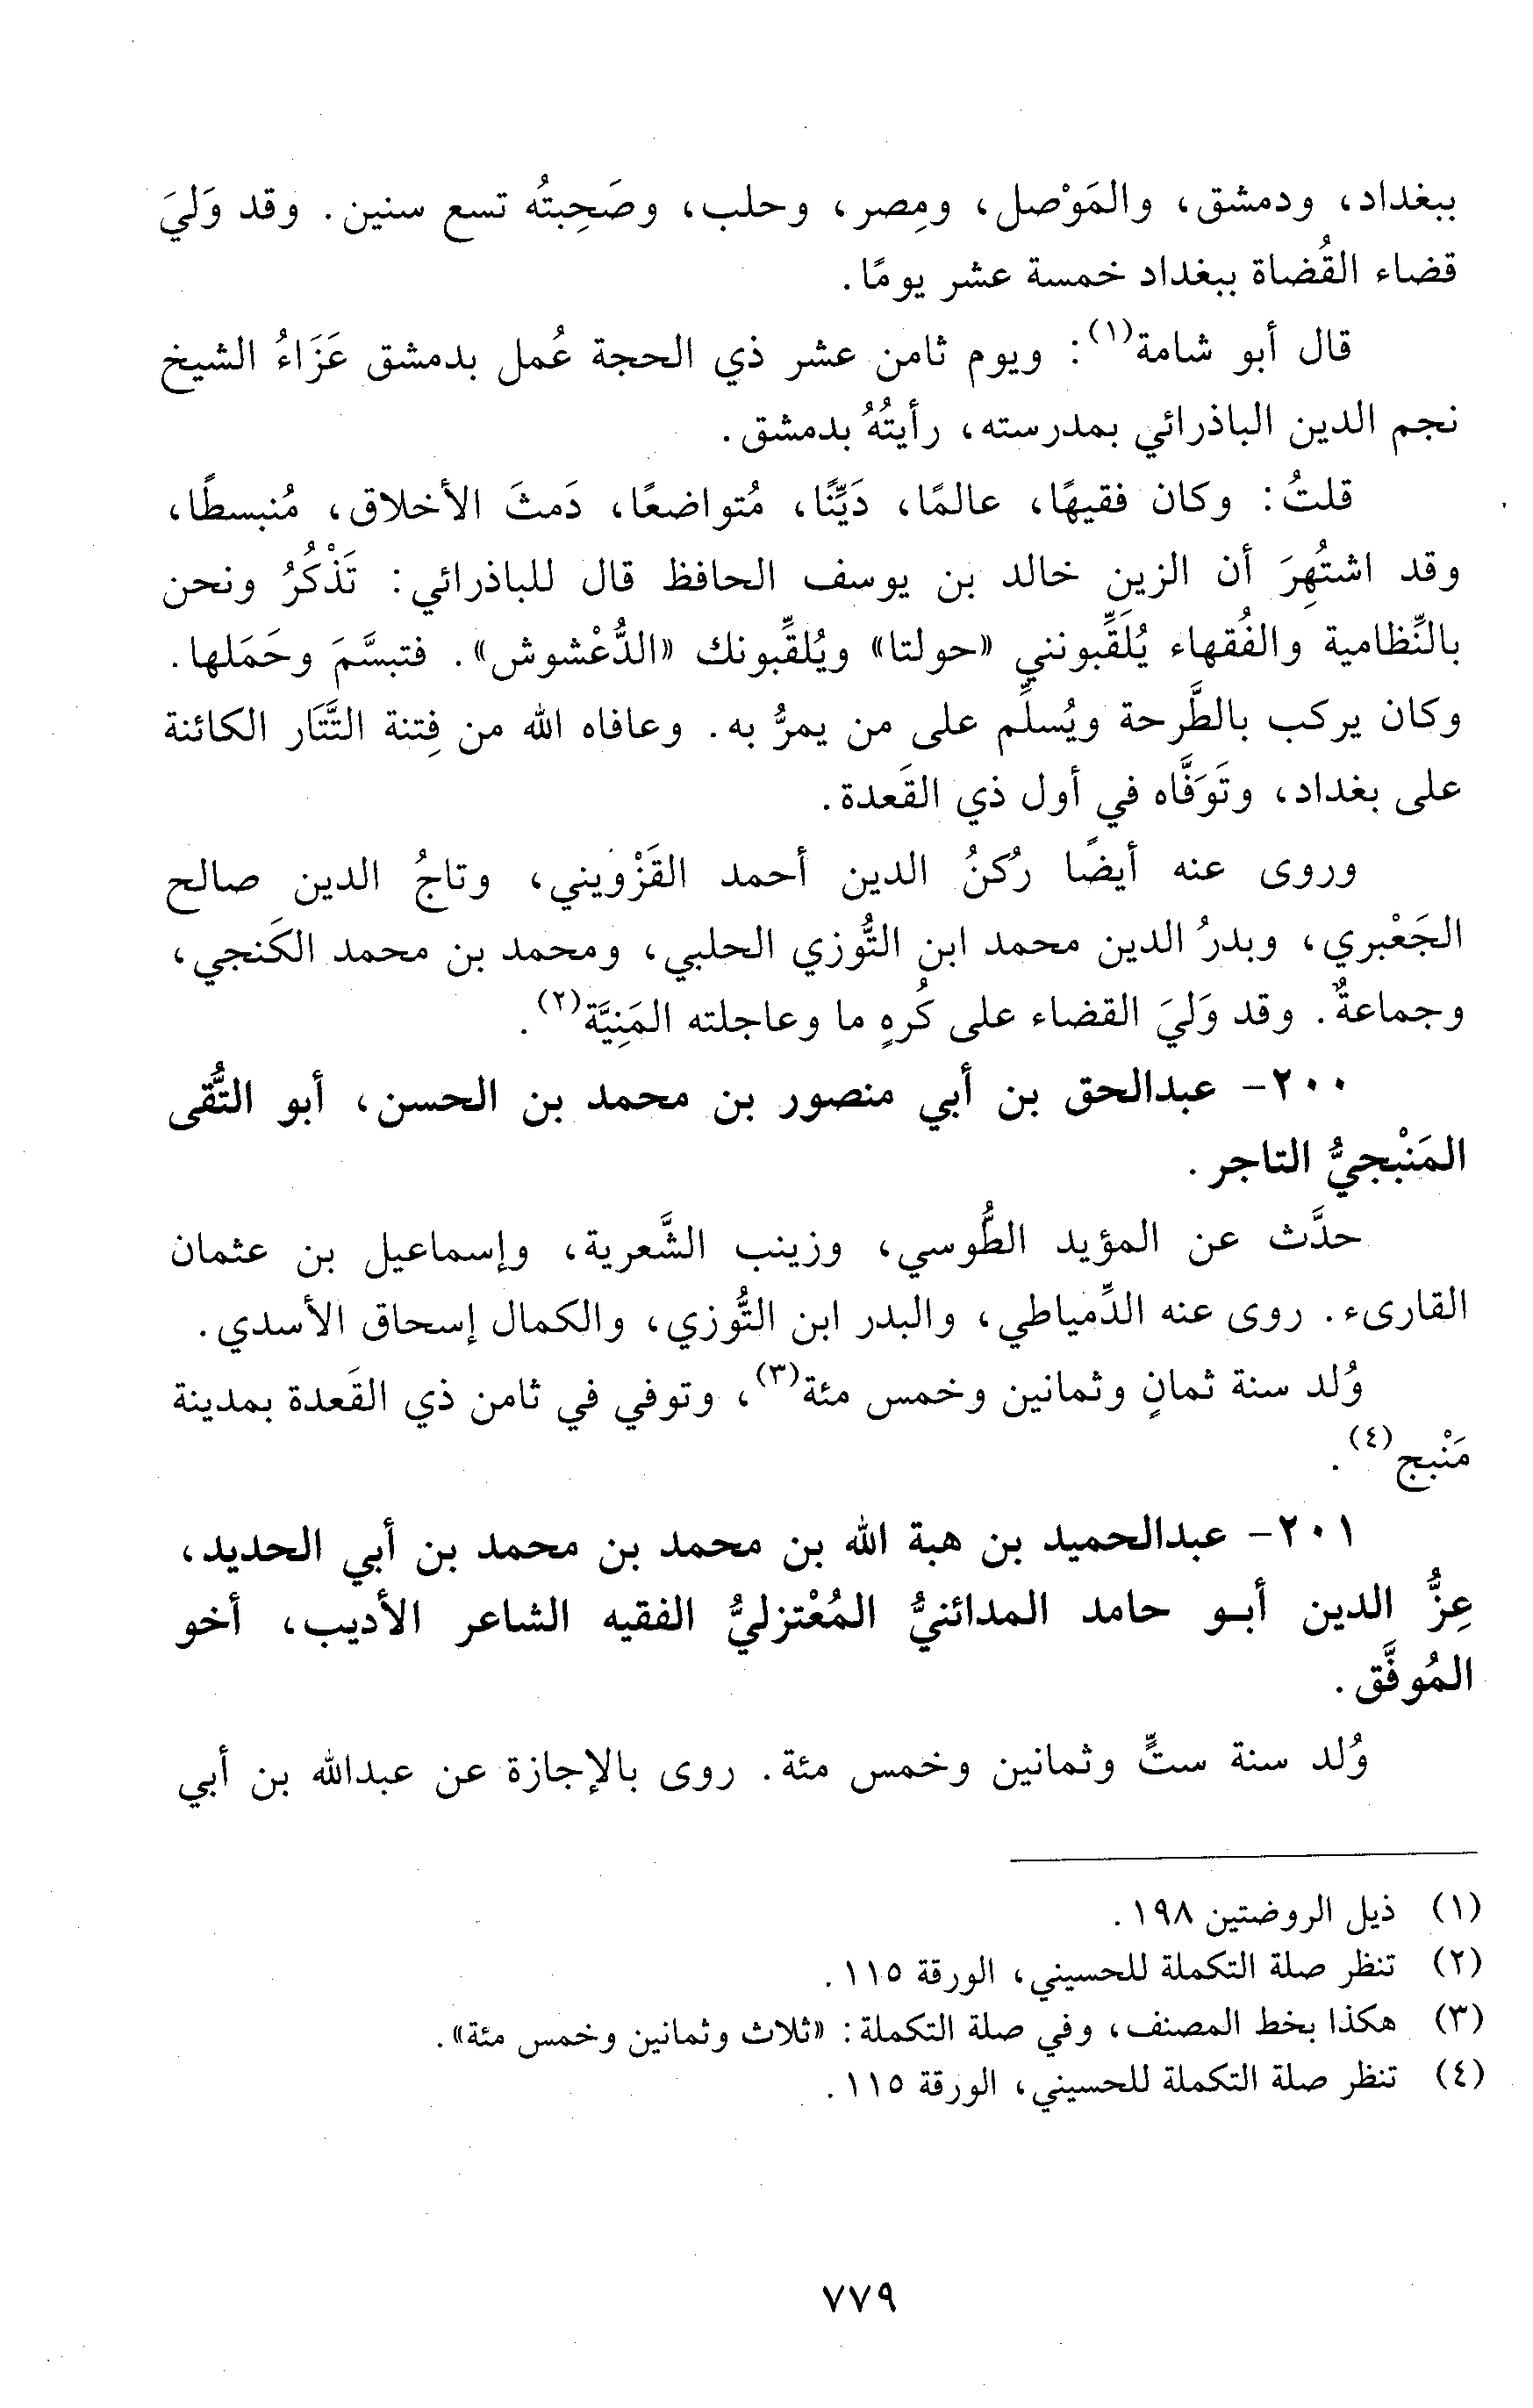 ببغداد، ودمشق، والمَوْصل، ومِصر، وحلب، وصَحِبتُه تسع سنين. وقد وَليَ
قضاء القُضاة ببغداد خمسة عشر يومًا.
قال أبو شامة(١): ويوم ثامن عشر ذي الحجة عُمل بدمشق عَزَاءُ الشيخ
نجم الدين الباذرائي بمدرسته، رأيتُهُ بدمشق.
قلتُ: وكان فقيهًا، عالمًا، دَيِّنًا، مُتواضعًا، دَمثَ الأخلاق، مُنبسطًا،
وقد اشتُهِرَ أن الزين خالد بن يوسف الحافظ قال للباذرائي: تَذْكُرُ ونحن
بالنِّظامية والفُقهاء يُلَقِّبونني «حولتا» ويُلقِّبونك «الدُّعْشوش». فتبسَّمَ وحَمَلها.
وكان يركب بالطَّرحة ويُسلِّم على من يمرُّ به. وعافاه الله من فِتنة التَّتَار الكائنة
على بغداد، وتَوَفَّاه في أول ذي القَعدة.
وروى عنه أيضًا رُكنُ الدين أحمد القَزْويني، وتاجُ الدين صالح
الجَعْبري، وبدرُ الدين محمد ابن التُّوزي الحلبي، ومحمد بن محمد الكَنجي،
وجماعةٌ. وقد وَليَ القضاء على كُرهٍ ما وعاجلته المَنِيَّة(٢).
٢٠٠- عبدالحق بن أبي منصور بن محمد بن الحسن، أبو التُّقى
المَنْبجيُّ التاجر.
حدَّث عن المؤيد الطُّوسي، وزينب الشَّعرية، وإسماعيل بن عثمان
القارىء. روى عنه الدِّمياطي، والبدر ابن التُّوزي، والكمال إسحاق الأسدي.
وُلد سنة ثمانٍ وثمانين وخمس مئة(٣)، وتوفي في ثامن ذي القَعدة بمدينة
مَنْبج(٤).
٢٠١- عبدالحميد بن هبة الله بن محمد بن محمد بن أبي الحديد،
عِزُّ الدين أبو حامد المدائنيُّ المُعْتزليُّ الفقيه الشاعر الأديب، أخو
المُوفَّق.
وُلد سنة ستٍّ وثمانين وخمس مئة. روى بالإجازة عن عبدالله بن أبي
(١) ذيل الروضتين ١٩٨.
(٢) تنظر صلة التكملة للحسيني، الورقة ١١٥.
(٣) هكذا بخط المصنف، وفي صلة التكملة: «ثلاث وثمانين وخمس مئة».
(٤) تنظر صلة التكملة للحسيني، الورقة ١١٥.
٧٧٩